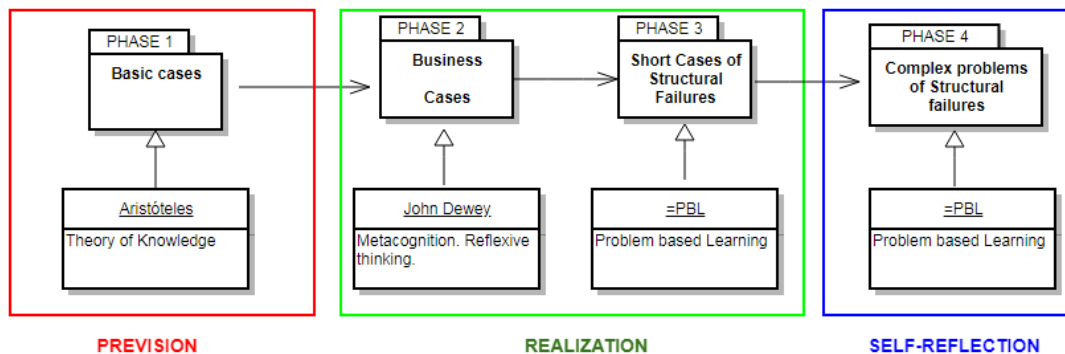 PHASE 1
Basic cases
PHASE 2
Business
Cases
PHASE 3
Short Cases of
Structural
Failures
PHASE 4
Complex problems
of Structural
failures
Aristóteles
Theory of Knowledge
John Dewey
Metacognition. Reflexive
thinking.
=PBL
Problem based Learning
=PBL
Problem based Learning
PREVISION
REALIZATION
SELF-REFLECTION